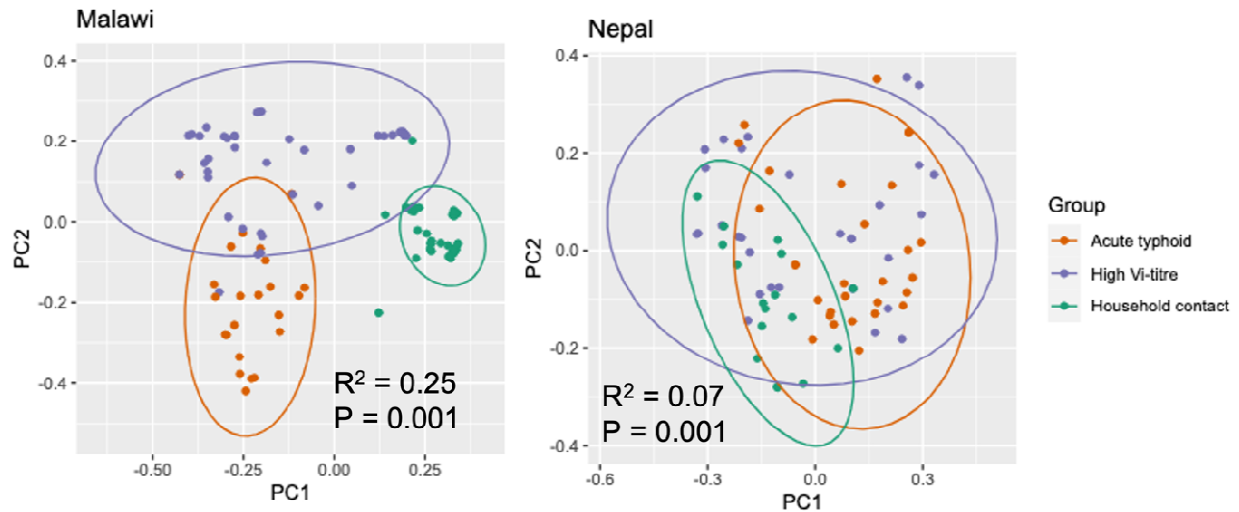 Malawi
PC2
0.4
0.2
0.0
-0.2
-0.4
R² = 0.25
P = 0.001
-0.50
-0.25
0.00
0.25
PC1
Nepal
PC2
0.4
0.2
0.0
-0.2
-0.4
R² = 0.07
P = 0.001
-0.6
-0.3
0.0
0.3
PC1
Group
Acute typhoid
High Vi-titre
Household contact